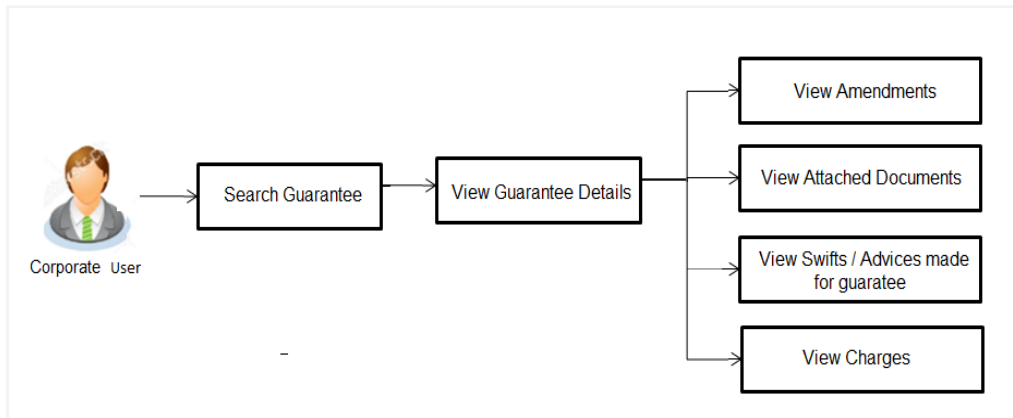 Corporate User
Search Guarantee
View Guarantee Details
View Amendments
View Attached Documents
View Swifts / Advices made
for guaratee
View Charges